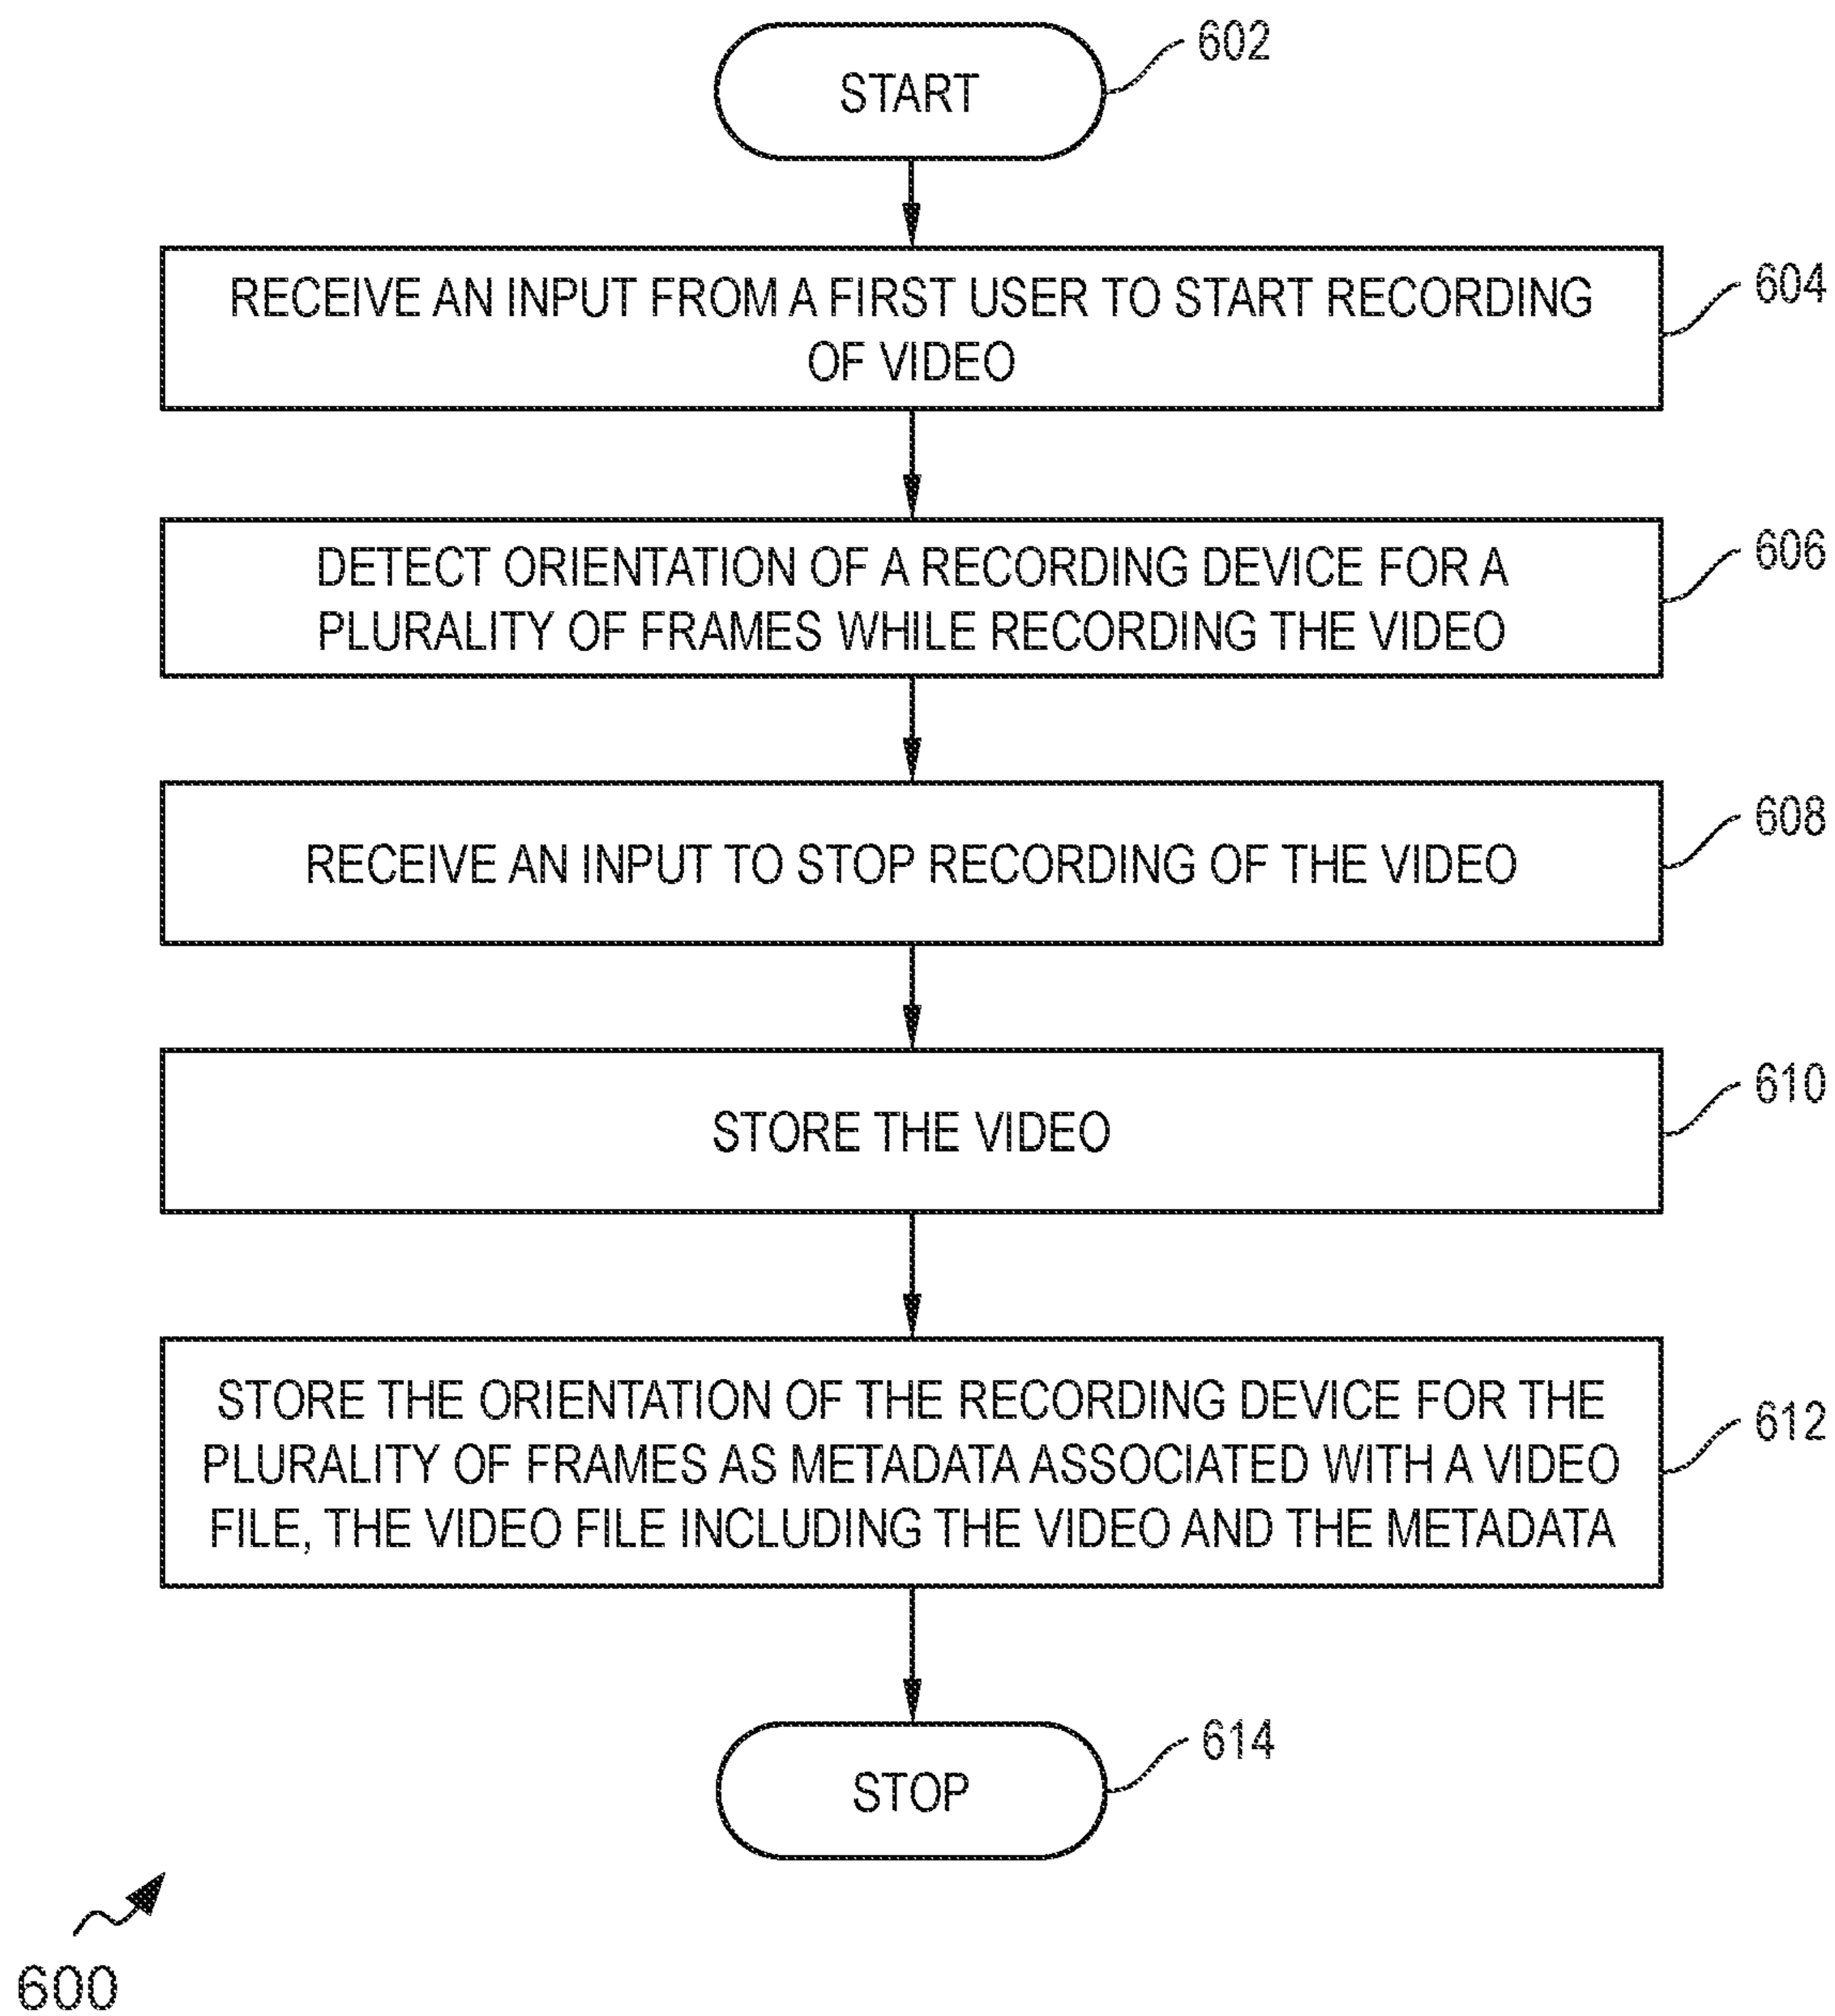 START
602
RECEIVE AN INPUT FROM A FIRST USER TO START RECORDING
OF VIDEO
604
DETECT ORIENTATION OF A RECORDING DEVICE FOR A
PLURALITY OF FRAMES WHILE RECORDING THE VIDEO
606
RECEIVE AN INPUT TO STOP RECORDING OF THE VIDEO
608
STORE THE VIDEO
610
STORE THE ORIENTATION OF THE RECORDING DEVICE FOR THE
PLURALITY OF FRAMES AS METADATA ASSOCIATED WITH A VIDEO
FILE, THE VIDEO FILE INCLUDING THE VIDEO AND THE METADATA
612
STOP
614
600